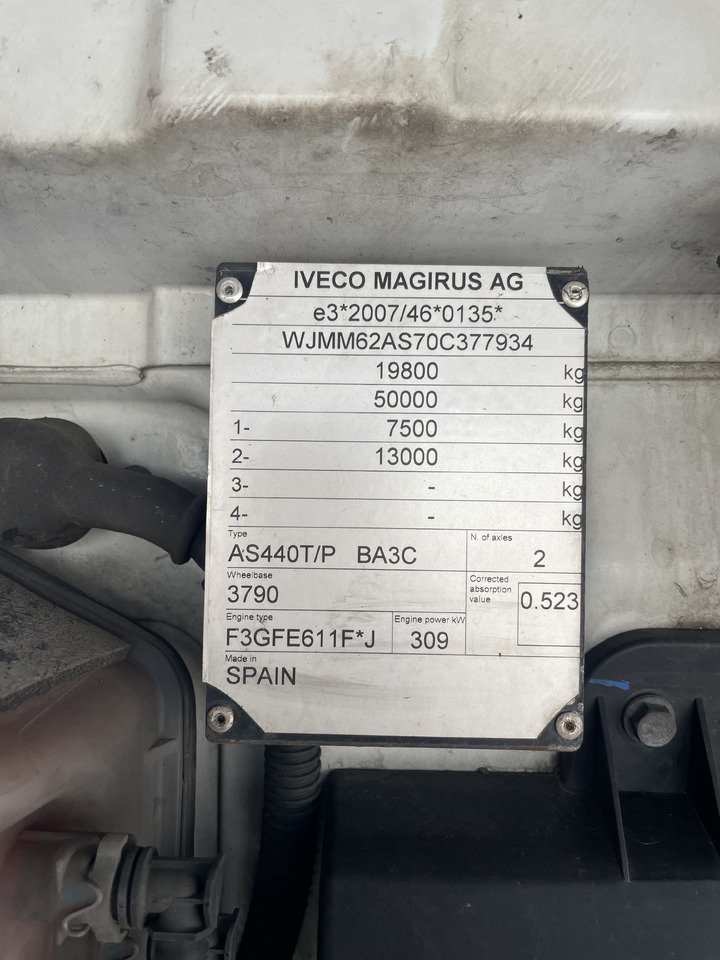 IVECO MAGIRUS AG
e3*2007/46*0135*
WJMM62AS70C377934
19800 kg
50000 kg
1- 7500 kg
2- 13000 kg
3- - kg
4- - kg
Type
AS440T/P BA3C
N. of axles
2
Wheelbase
3790
Corrected
absorption
value
0.523
Engine type
F3GFE611F*J
Engine power kW
309
Made in
SPAIN